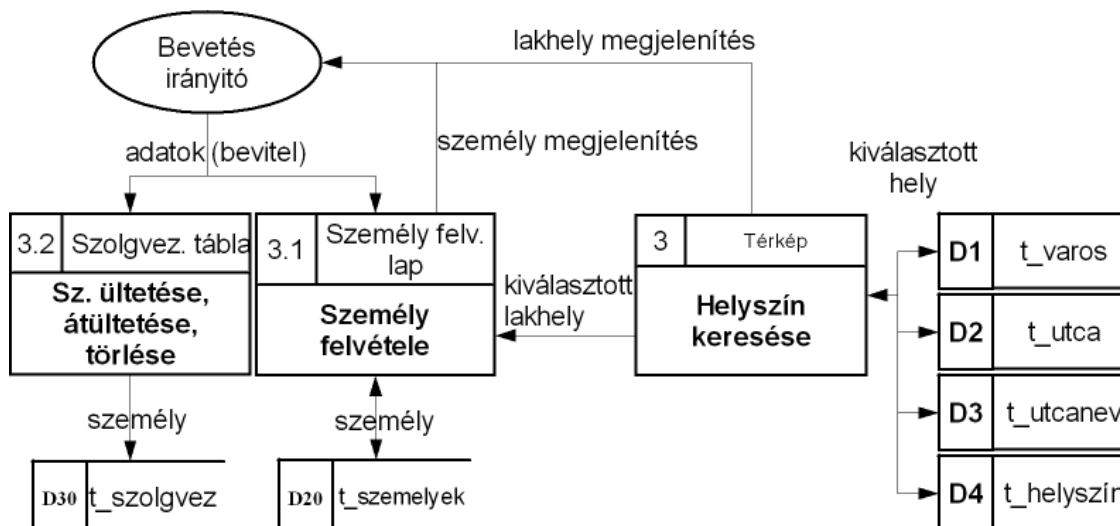 Bevetés
irányitó
lakhely megjelenítés
személy megjelenítés
adatok (bevitel)
kiválasztott
hely
3.2 Szolgvez. tábla
Sz. ültetése,
átültetése,
törlése
3.1 Személy felv.
lap
Személy
felvétele
kiválasztott
lakhely
3 Térkép
Helyszín
keresése
D1 t_varos
D2 t_utca
D3 t_utcanev
D4 t_helyszín
személy
személy
D30 t_szolgvez
D20 t_szemelyek